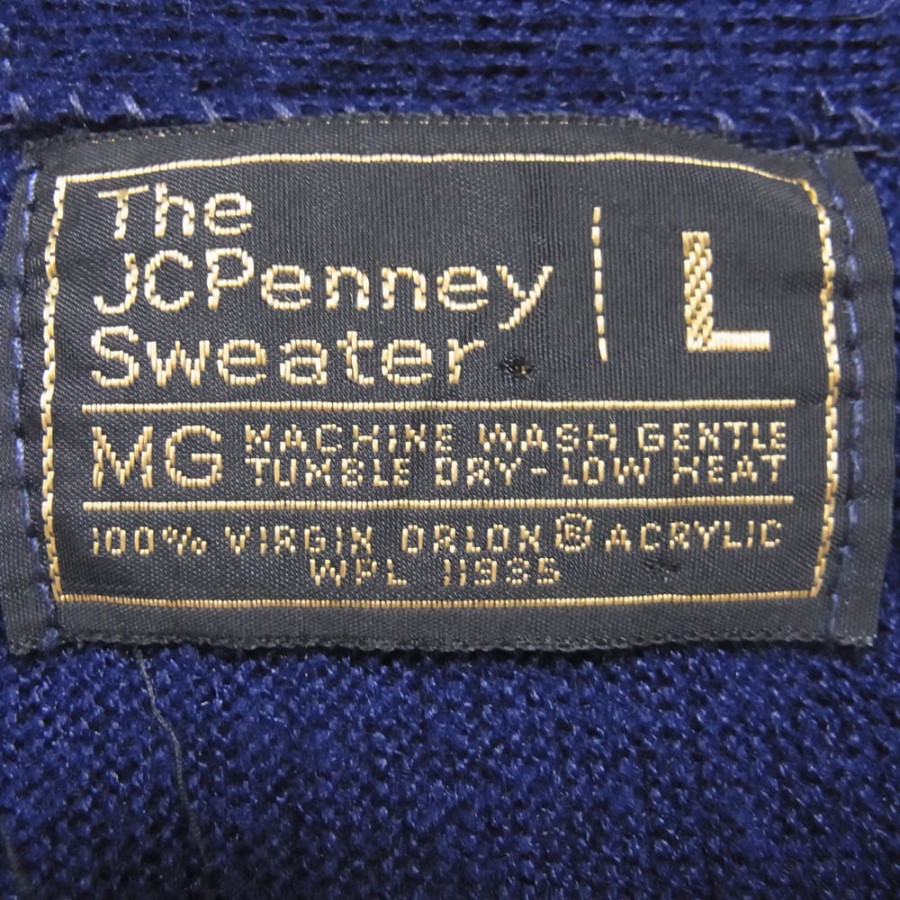 The
JCPenney
Sweater
L
MG
MACHINE WASH GENTLE
TUMBLE DRY-LOW HEAT
100% VIRGIN ORLON® ACRYLIC
WPL 11935